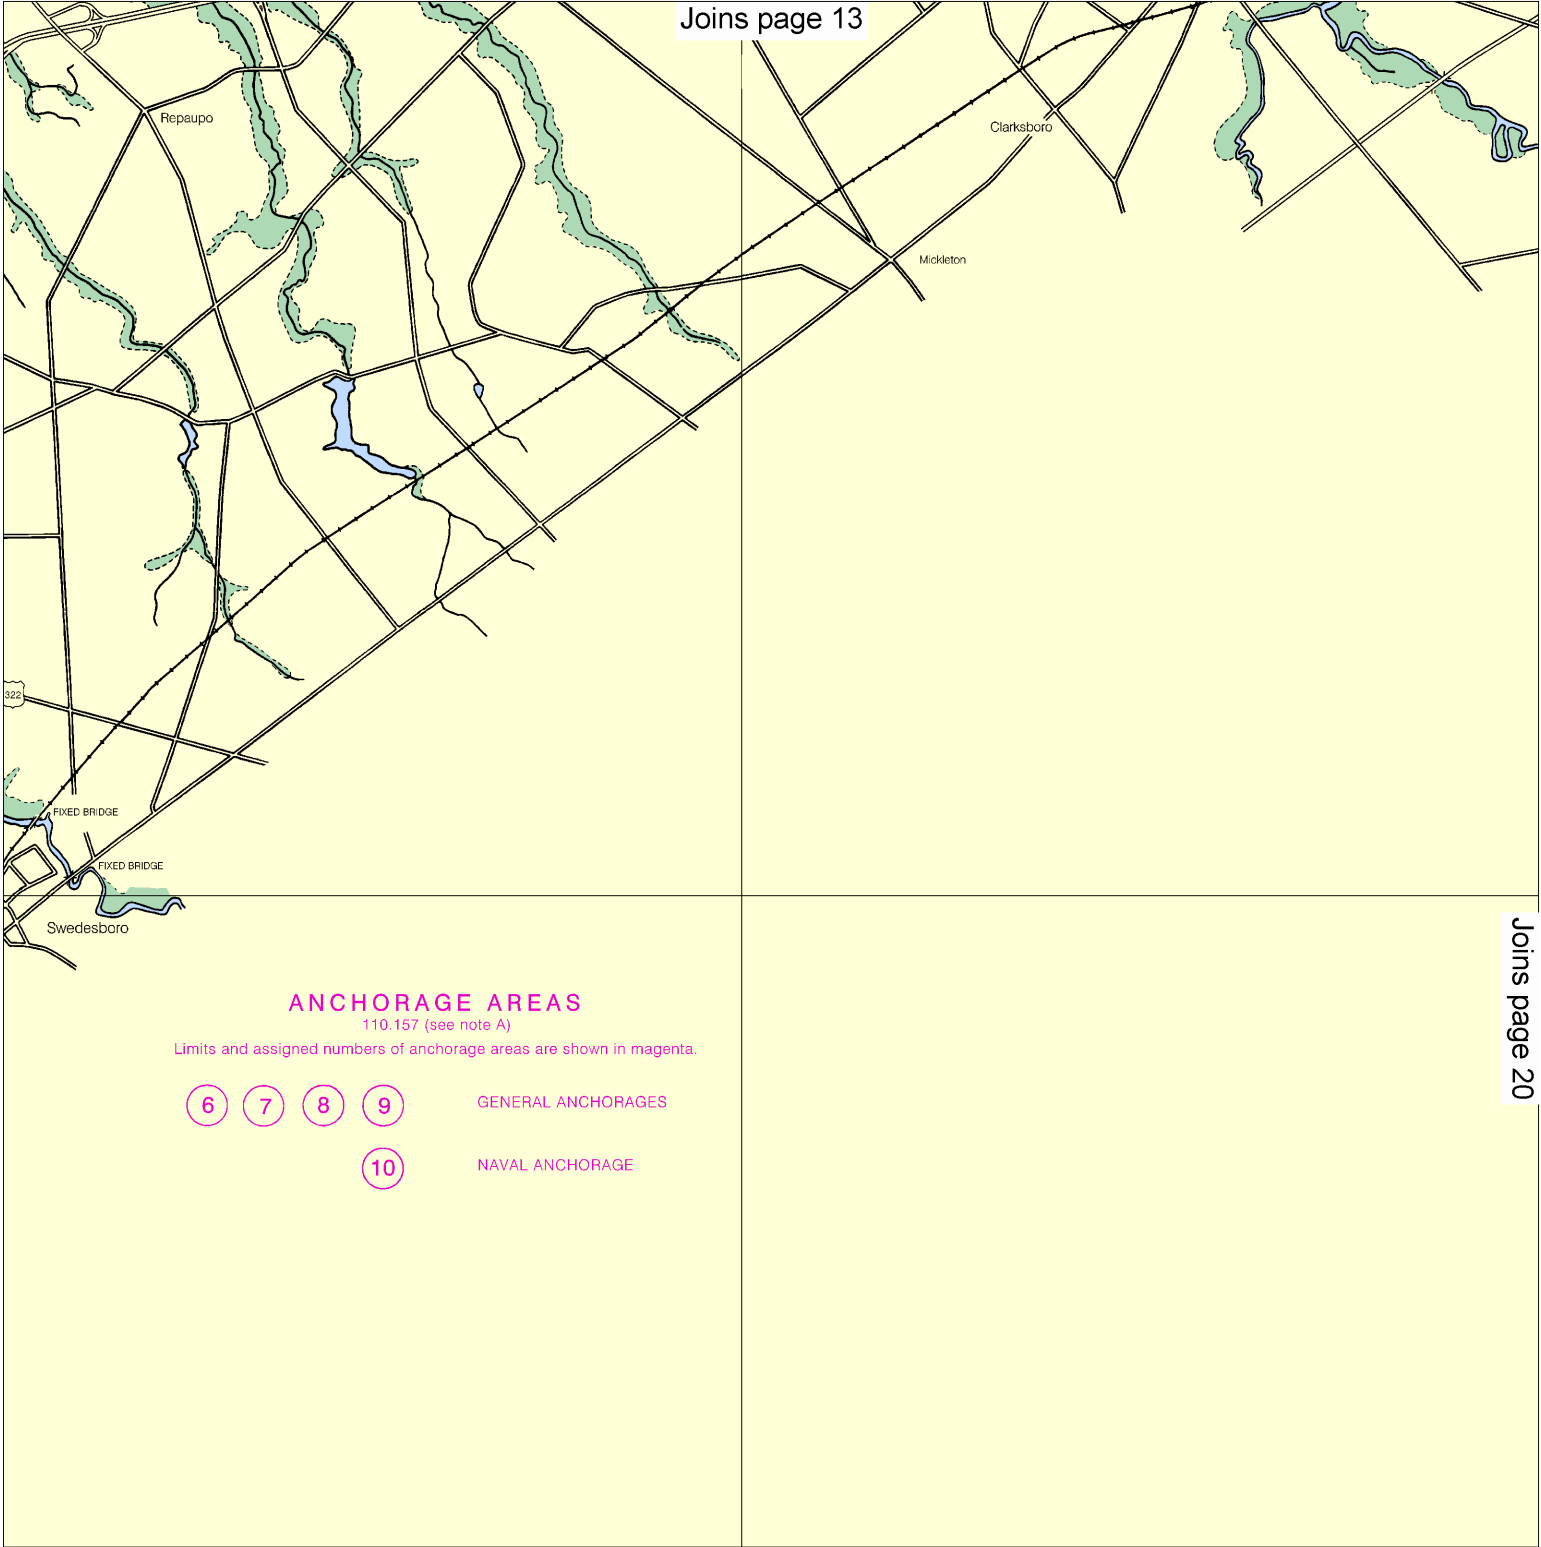 Joins page 13
Repaupo
Clarksboro
Mickleton
322
FIXED BRIDGE
FIXED BRIDGE
Swedesboro
Joins page 20
ANCHORAGE AREAS
110.157 (see note A)
Limits and assigned numbers of anchorage areas are shown in magenta.
6 7 8 9 GENERAL ANCHORAGES
10 NAVAL ANCHORAGE